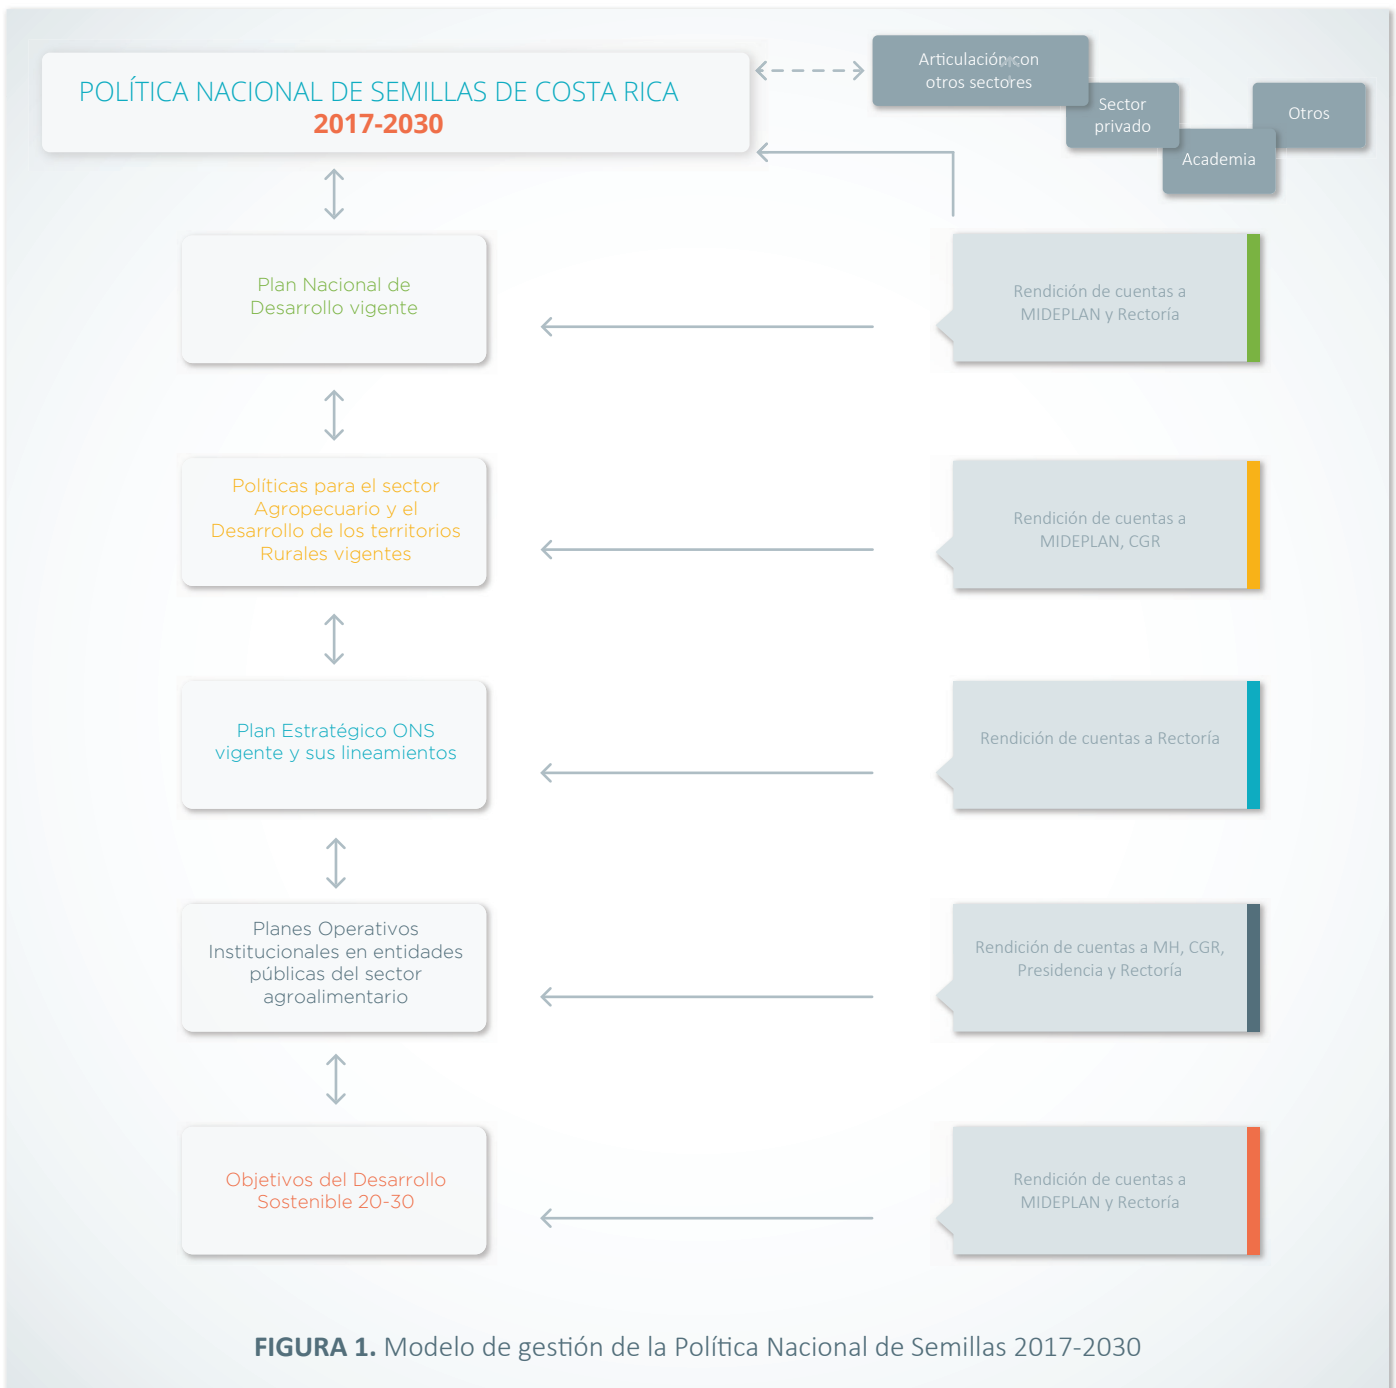 POLÍTICA NACIONAL DE SEMILLAS DE COSTA RICA
2017-2030
Articulación con
otros sectores
Sector
privado
Academia
Otros
Plan Nacional de
Desarrollo vigente
Rendición de cuentas a
MIDEPLAN y Rectoría
Políticas para el sector
Agropecuario y el
Desarrollo de los territorios
Rurales vigentes
Rendición de cuentas a
MIDEPLAN, CGR
Plan Estratégico ONS
vigente y sus lineamientos
Rendición de cuentas a Rectoría
Planes Operativos
Institucionales en entidades
públicas del sector
agroalimentario
Rendición de cuentas a MH, CGR,
Presidencia y Rectoría
Objetivos del Desarrollo
Sostenible 20-30
Rendición de cuentas a
MIDEPLAN y Rectoría
FIGURA 1. Modelo de gestión de la Política Nacional de Semillas 2017-2030